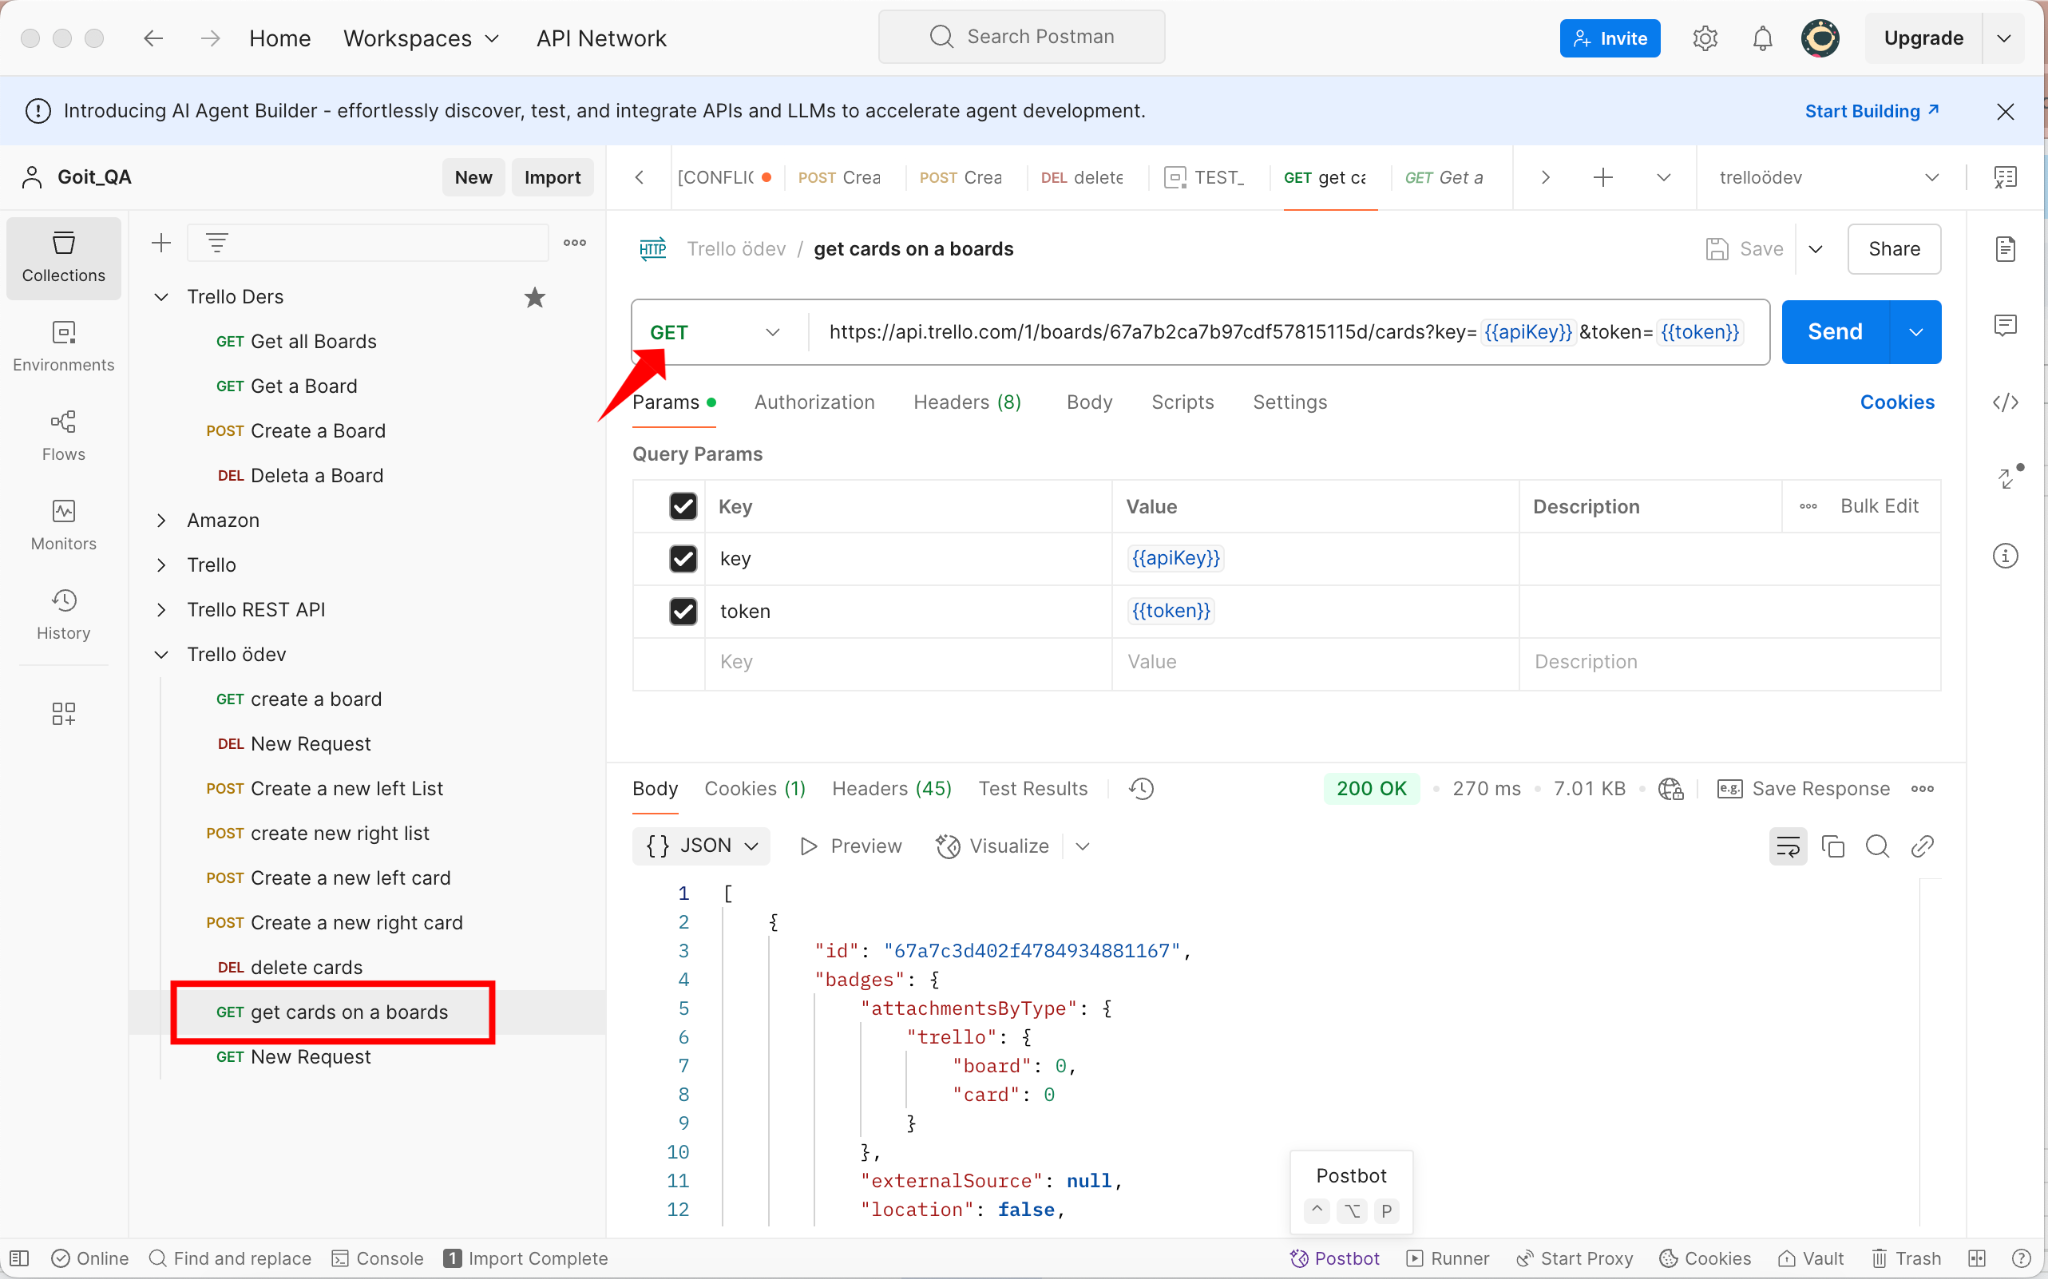 Home Workspaces API Network Search Postman Invite Upgrade
Introducing AI Agent Builder - effortlessly discover, test, and integrate APIs and LLMs to accelerate agent development. Start Building ↗
Goit_QA New Import
[CONFLIC POST Crea POST Crea DEL delete TEST_ GET get ca GET Get a trelloödev
Collections
Environments
Flows
Monitors
History
Trello Ders
GET Get all Boards
GET Get a Board
POST Create a Board
DEL Deleta a Board
Amazon
Trello
Trello REST API
Trello ödev
GET create a board
DEL New Request
POST Create a new left List
POST create new right list
POST Create a new left card
POST Create a new right card
DEL delete cards
GET get cards on a boards
GET New Request
HTTP Trello ödev / get cards on a boards Save Share
GET https://api.trello.com/1/boards/67a7b2ca7b97cdf57815115d/cards?key={{apiKey}}&token={{token}} Send
Params Authorization Headers (8) Body Scripts Settings Cookies
Query Params
Key Value Description Bulk Edit
key {{apiKey}}
token {{token}}
Key Value Description
Body Cookies (1) Headers (45) Test Results 200 OK 270 ms 7.01 KB e.g. Save Response
{} JSON Preview Visualize
1 [
2 {
3 "id": "67a7c3d402f4784934881167",
4 "badges": {
5 "attachmentsByType": {
6 "trello": {
7 "board": 0,
8 "card": 0
9 }
10 },
11 "externalSource": null,
12 "location": false,
Postbot
^ ⌥ P
Online Find and replace Console 1 Import Complete Postbot Runner Start Proxy Cookies Vault Trash